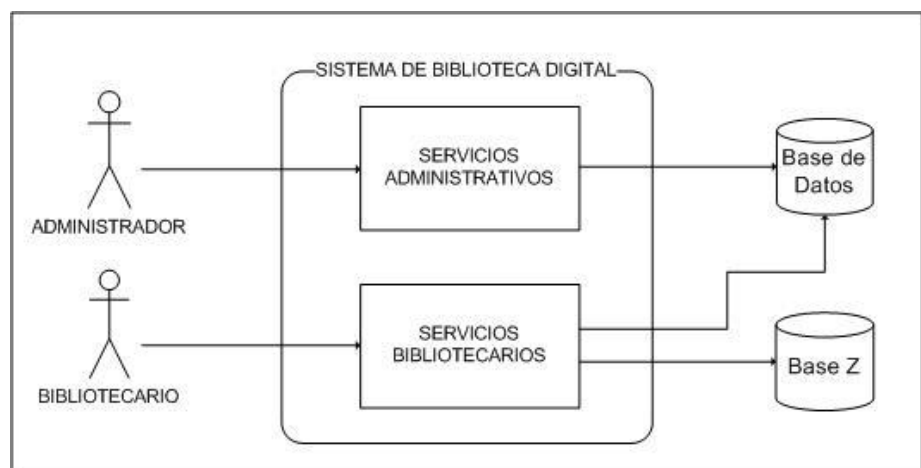 SISTEMA DE BIBLIOTECA DIGITAL
SERVICIOS
ADMINISTRATIVOS
Base de
Datos
ADMINISTRADOR
SERVICIOS
BIBLIOTECARIOS
Base Z
BIBLIOTECARIO